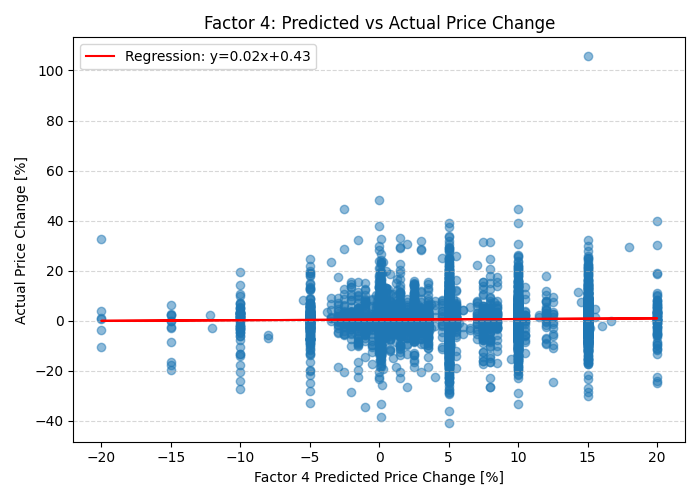 Factor 4: Predicted vs Actual Price Change
Regression: y=0.02x+0.43
Actual Price Change [%]
100
80
60
40
20
0
−20
−40
−20 −15 −10 −5 0 5 10 15 20
Factor 4 Predicted Price Change [%]